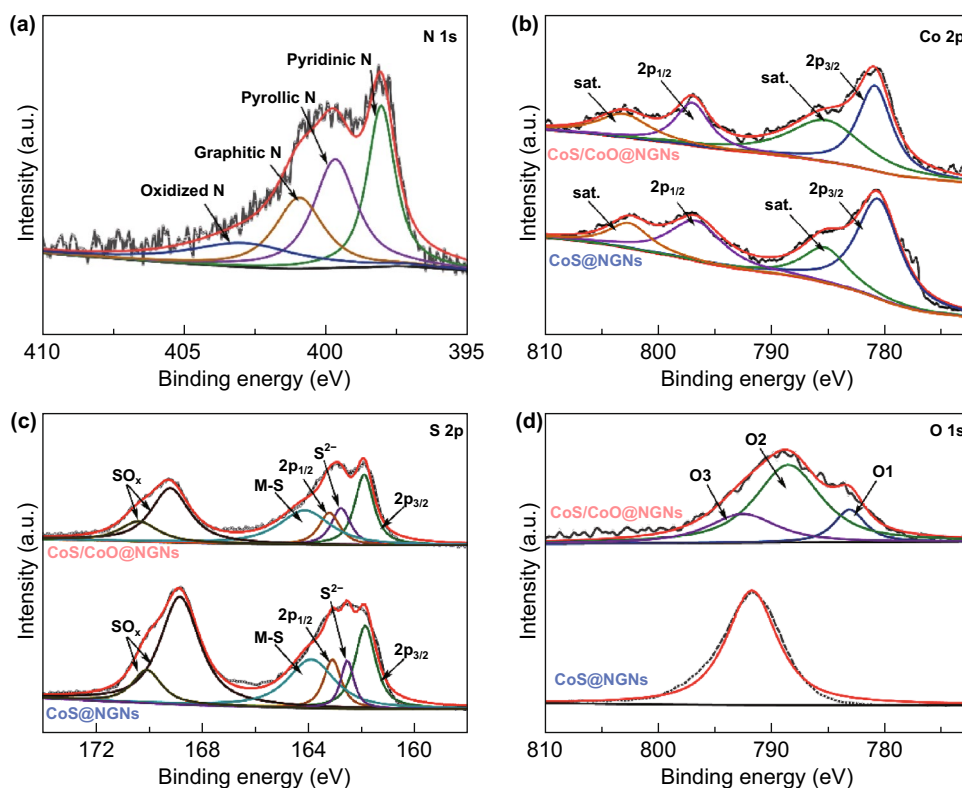 (a)
N 1s
Pyridinic N
Pyrollic N
Graphitic N
Oxidized N
Intensity (a.u.)
410 405 400 395
Binding energy (eV)
(b)
Co 2p
sat.
2p1/2
sat.
2p3/2
CoS/CoO@NGNs
sat.
2p1/2
sat.
2p3/2
CoS@NGNs
Intensity (a.u.)
810 800 790 780
Binding energy (eV)
(c)
S 2p
SOx
M-S
2p1/2
S2−
2p3/2
CoS/CoO@NGNs
SOx
M-S
2p1/2
S2−
2p3/2
CoS@NGNs
Intensity (a.u.)
172 168 164 160
Binding energy (eV)
(d)
O 1s
O3
O2
O1
CoS/CoO@NGNs
CoS@NGNs
Intensity (a.u.)
810 800 790 780
Binding energy (eV)